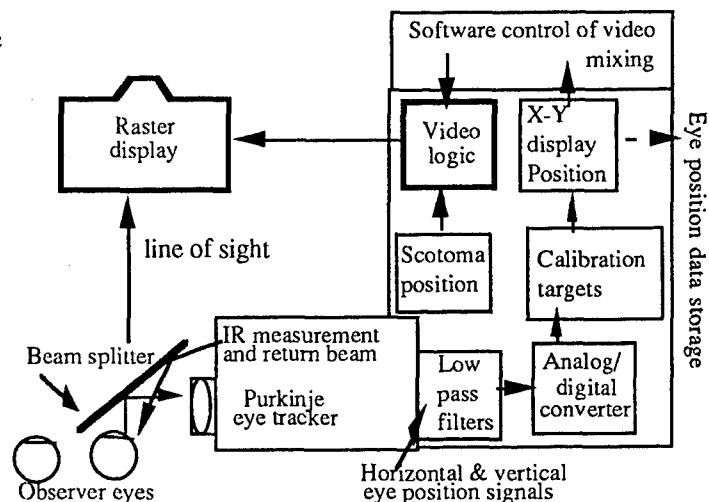 Software control of video
mixing
Raster
display
Video
logic
X-Y
display
Position
Eye position data storage
line of sight
Scotoma
position
Calibration
targets
Beam splitter
IR measurement
and return beam
Purkinje
eye tracker
Low
pass
filters
Analog/
digital
converter
Observer eyes
Horizontal & vertical
eye position signals